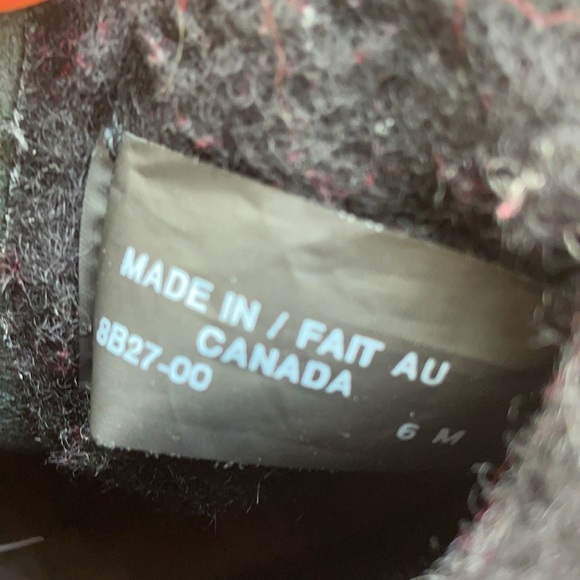 MADE IN / FAIT AU
CANADA
8B27-00
6 M